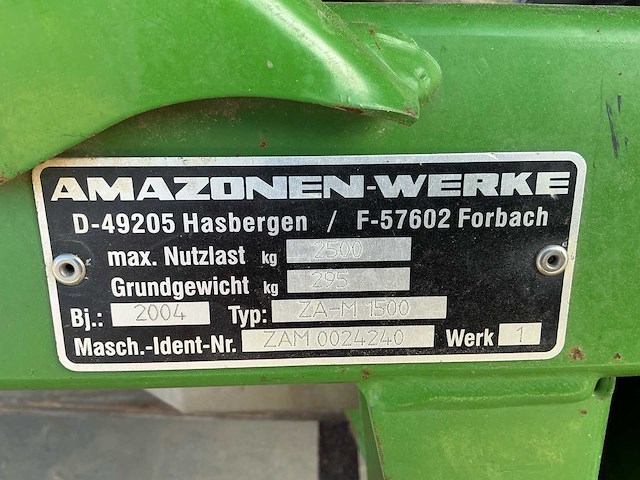 AMAZONEN-WERKE
D-49205 Hasbergen / F-57602 Forbach
max. Nutzlast kg 2500
Grundgewicht kg 295
Bj.: 2004 Typ: ZA-M 1500
Masch.-Ident-Nr. ZAM 0024240 Werk 1